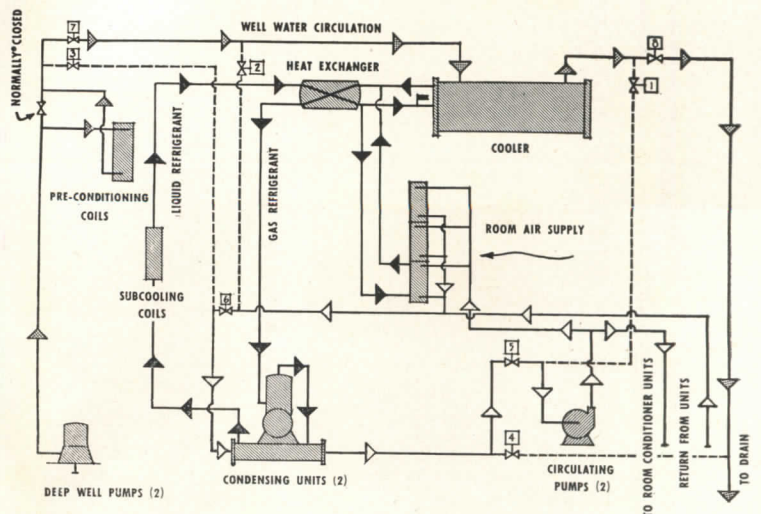 WELL WATER CIRCULATION
7
3
2
8
1
NORMALLY CLOSED
HEAT EXCHANGER
COOLER
PRE-CONDITIONING
COILS
LIQUID REFRIGERANT
GAS REFRIGERANT
ROOM AIR SUPPLY
SUBCOOLING
COILS
6
5
4
DEEP WELL PUMPS (2)
CONDENSING UNITS (2)
CIRCULATING
PUMPS (2)
TO ROOM CONDITIONER UNITS
RETURN FROM UNITS
TO DRAIN